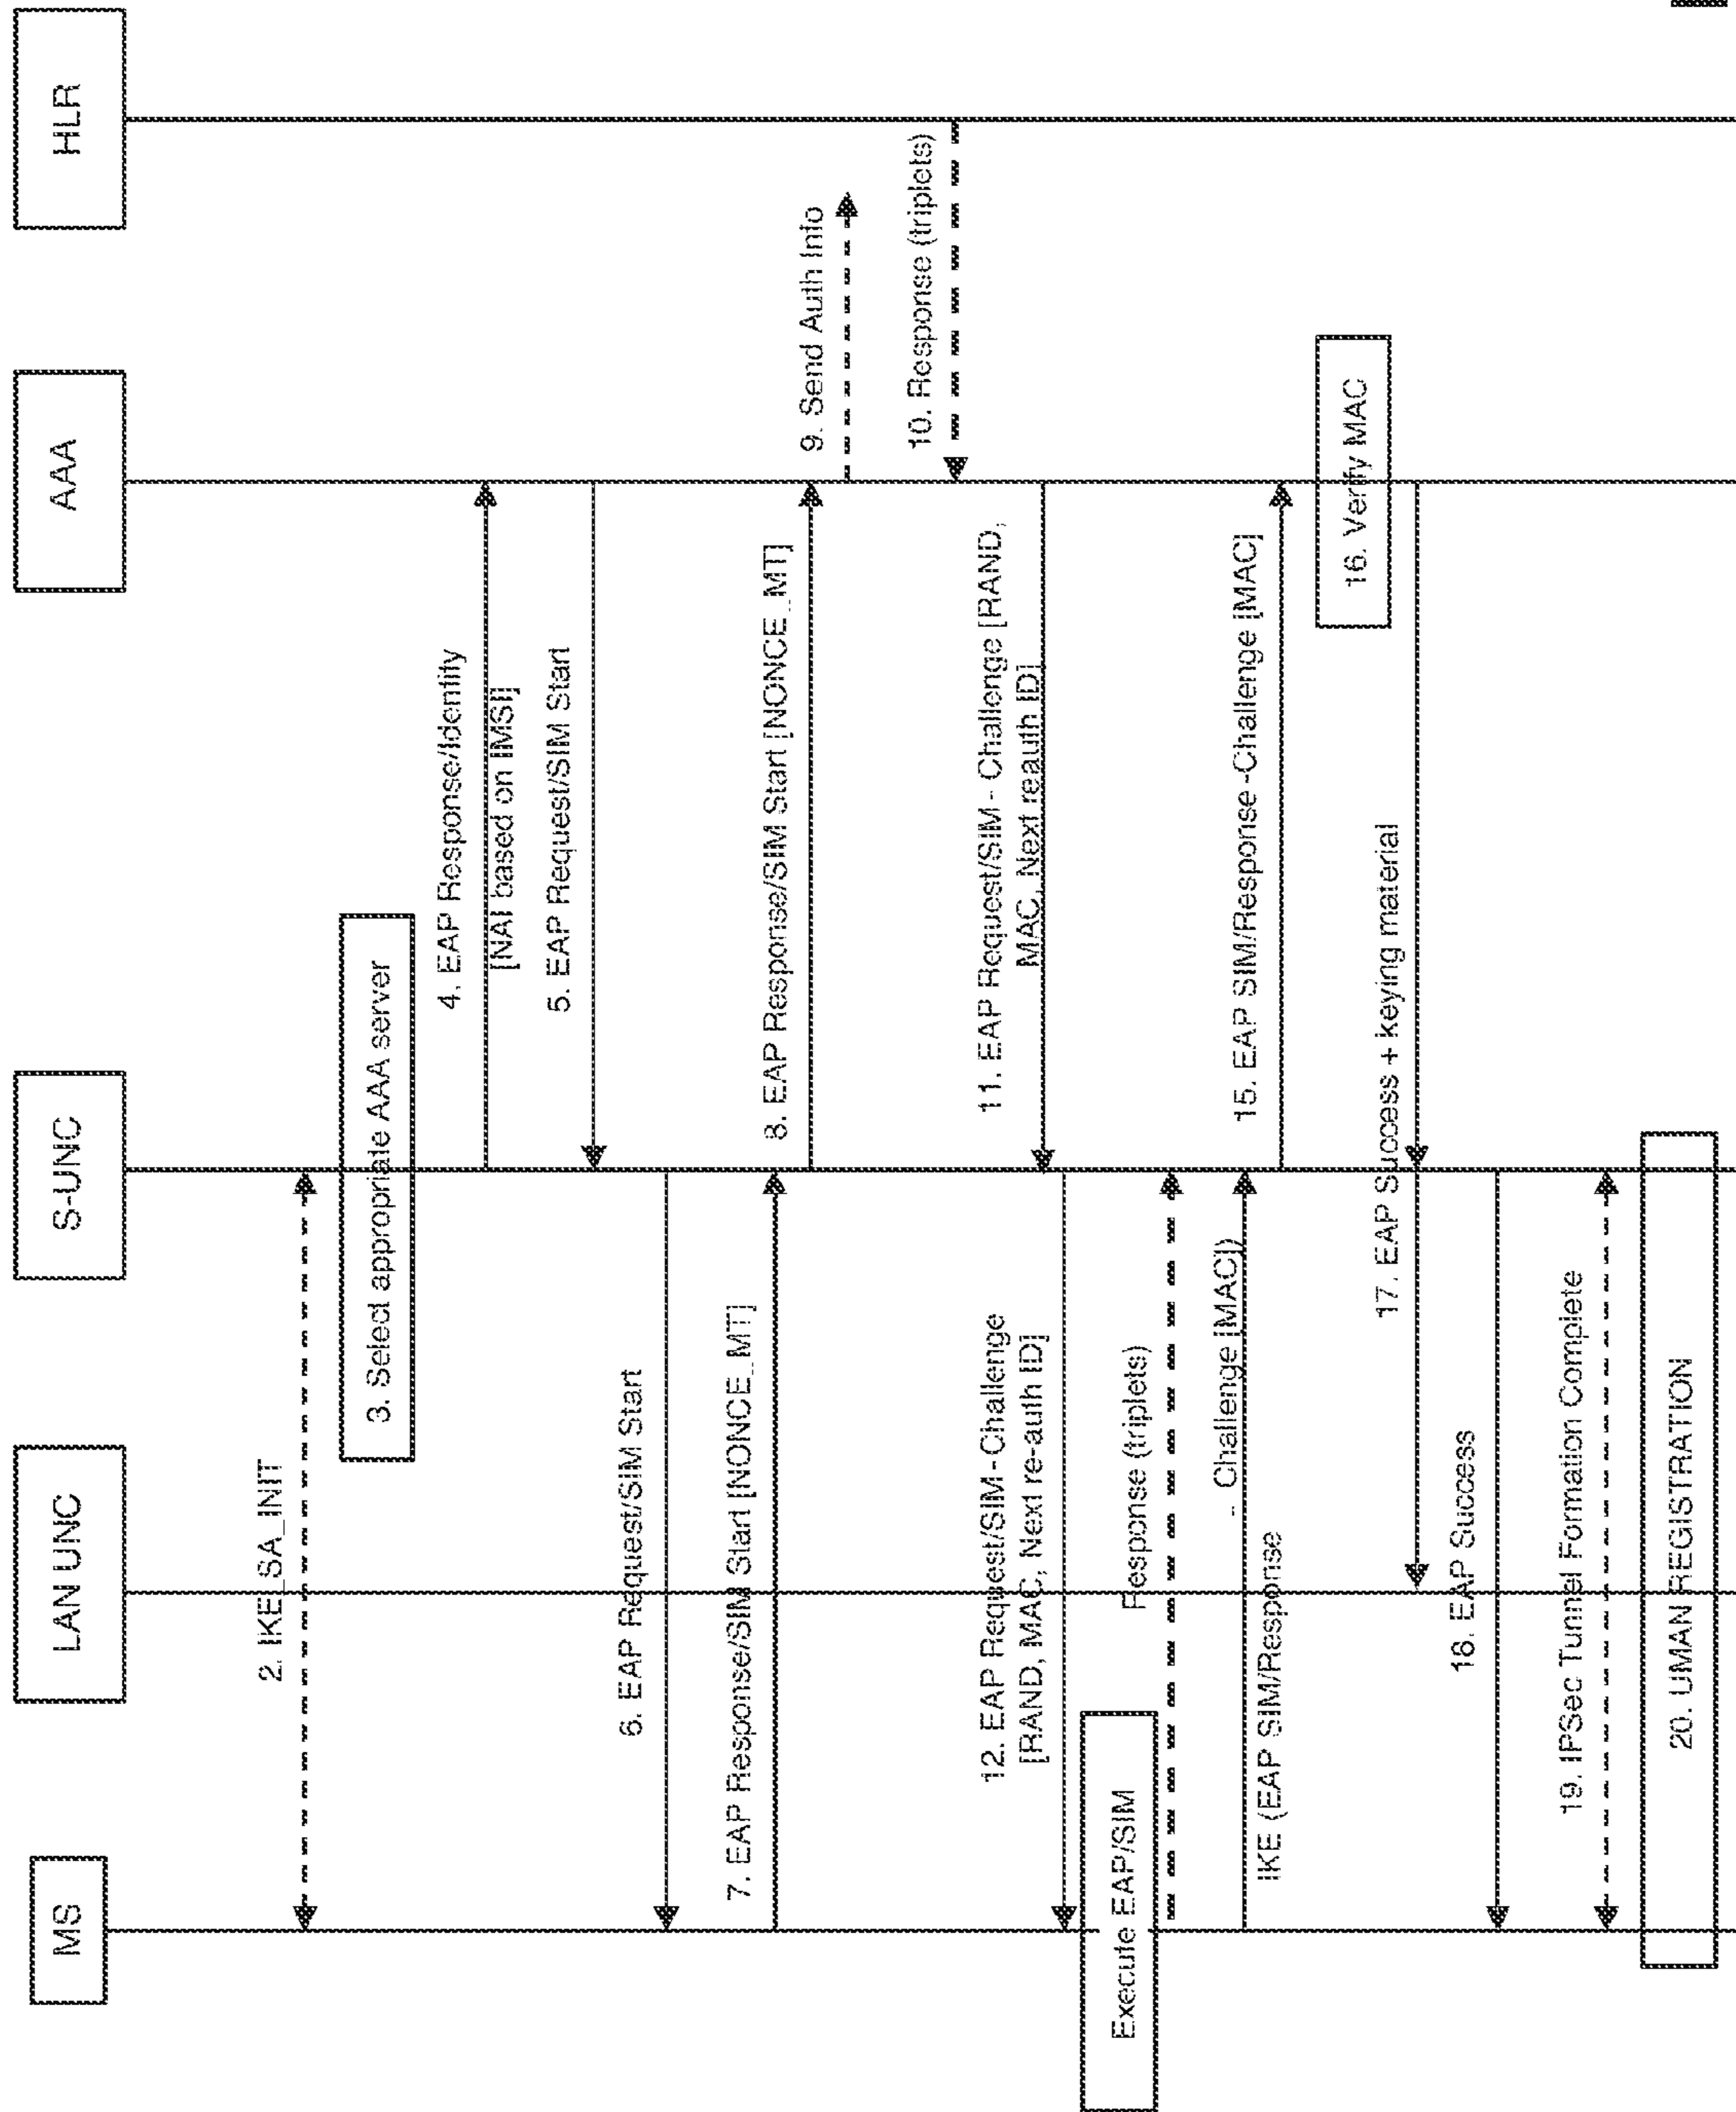 MS
LAN UNC
S-UNC
AAA
HLR
2. IKE_SA_INIT
3. Select appropriate AAA server
4. EAP Response/Identity
[NAI based on IMSI]
5. EAP Request/SIM Start
6. EAP Request/SIM Start
7. EAP Response/SIM Start [NONCE_MT]
8. EAP Response/SIM Start [NONCE_MT]
9. Send Auth Info
10. Response (triplets)
11. EAP Request/SIM - Challenge [RAND,
MAC, Next reauth ID]
12. EAP Request/SIM-Challenge
[RAND, MAC, Next re-auth ID]
Execute EAP/SIM
Response (triplets)
IKE (EAP SIM/Response
- Challenge [MAC])
15. EAP SIM/Response -Challenge [MAC]
16. Verify MAC
17. EAP Success + keying material
18. EAP Success
19. IPSec Tunnel Formation Complete
20. UMAN REGISTRATION